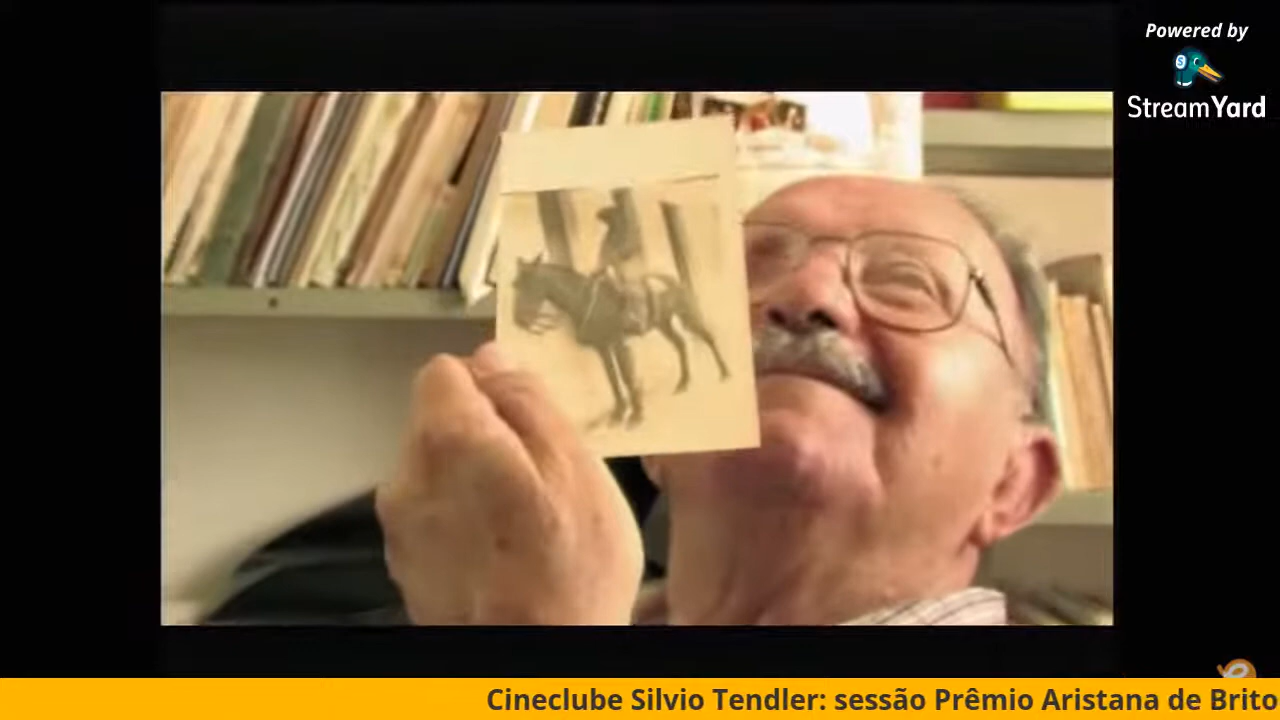 Powered by
StreamYard
Cineclube Silvio Tendler: sessão Prêmio Aristana de Brito